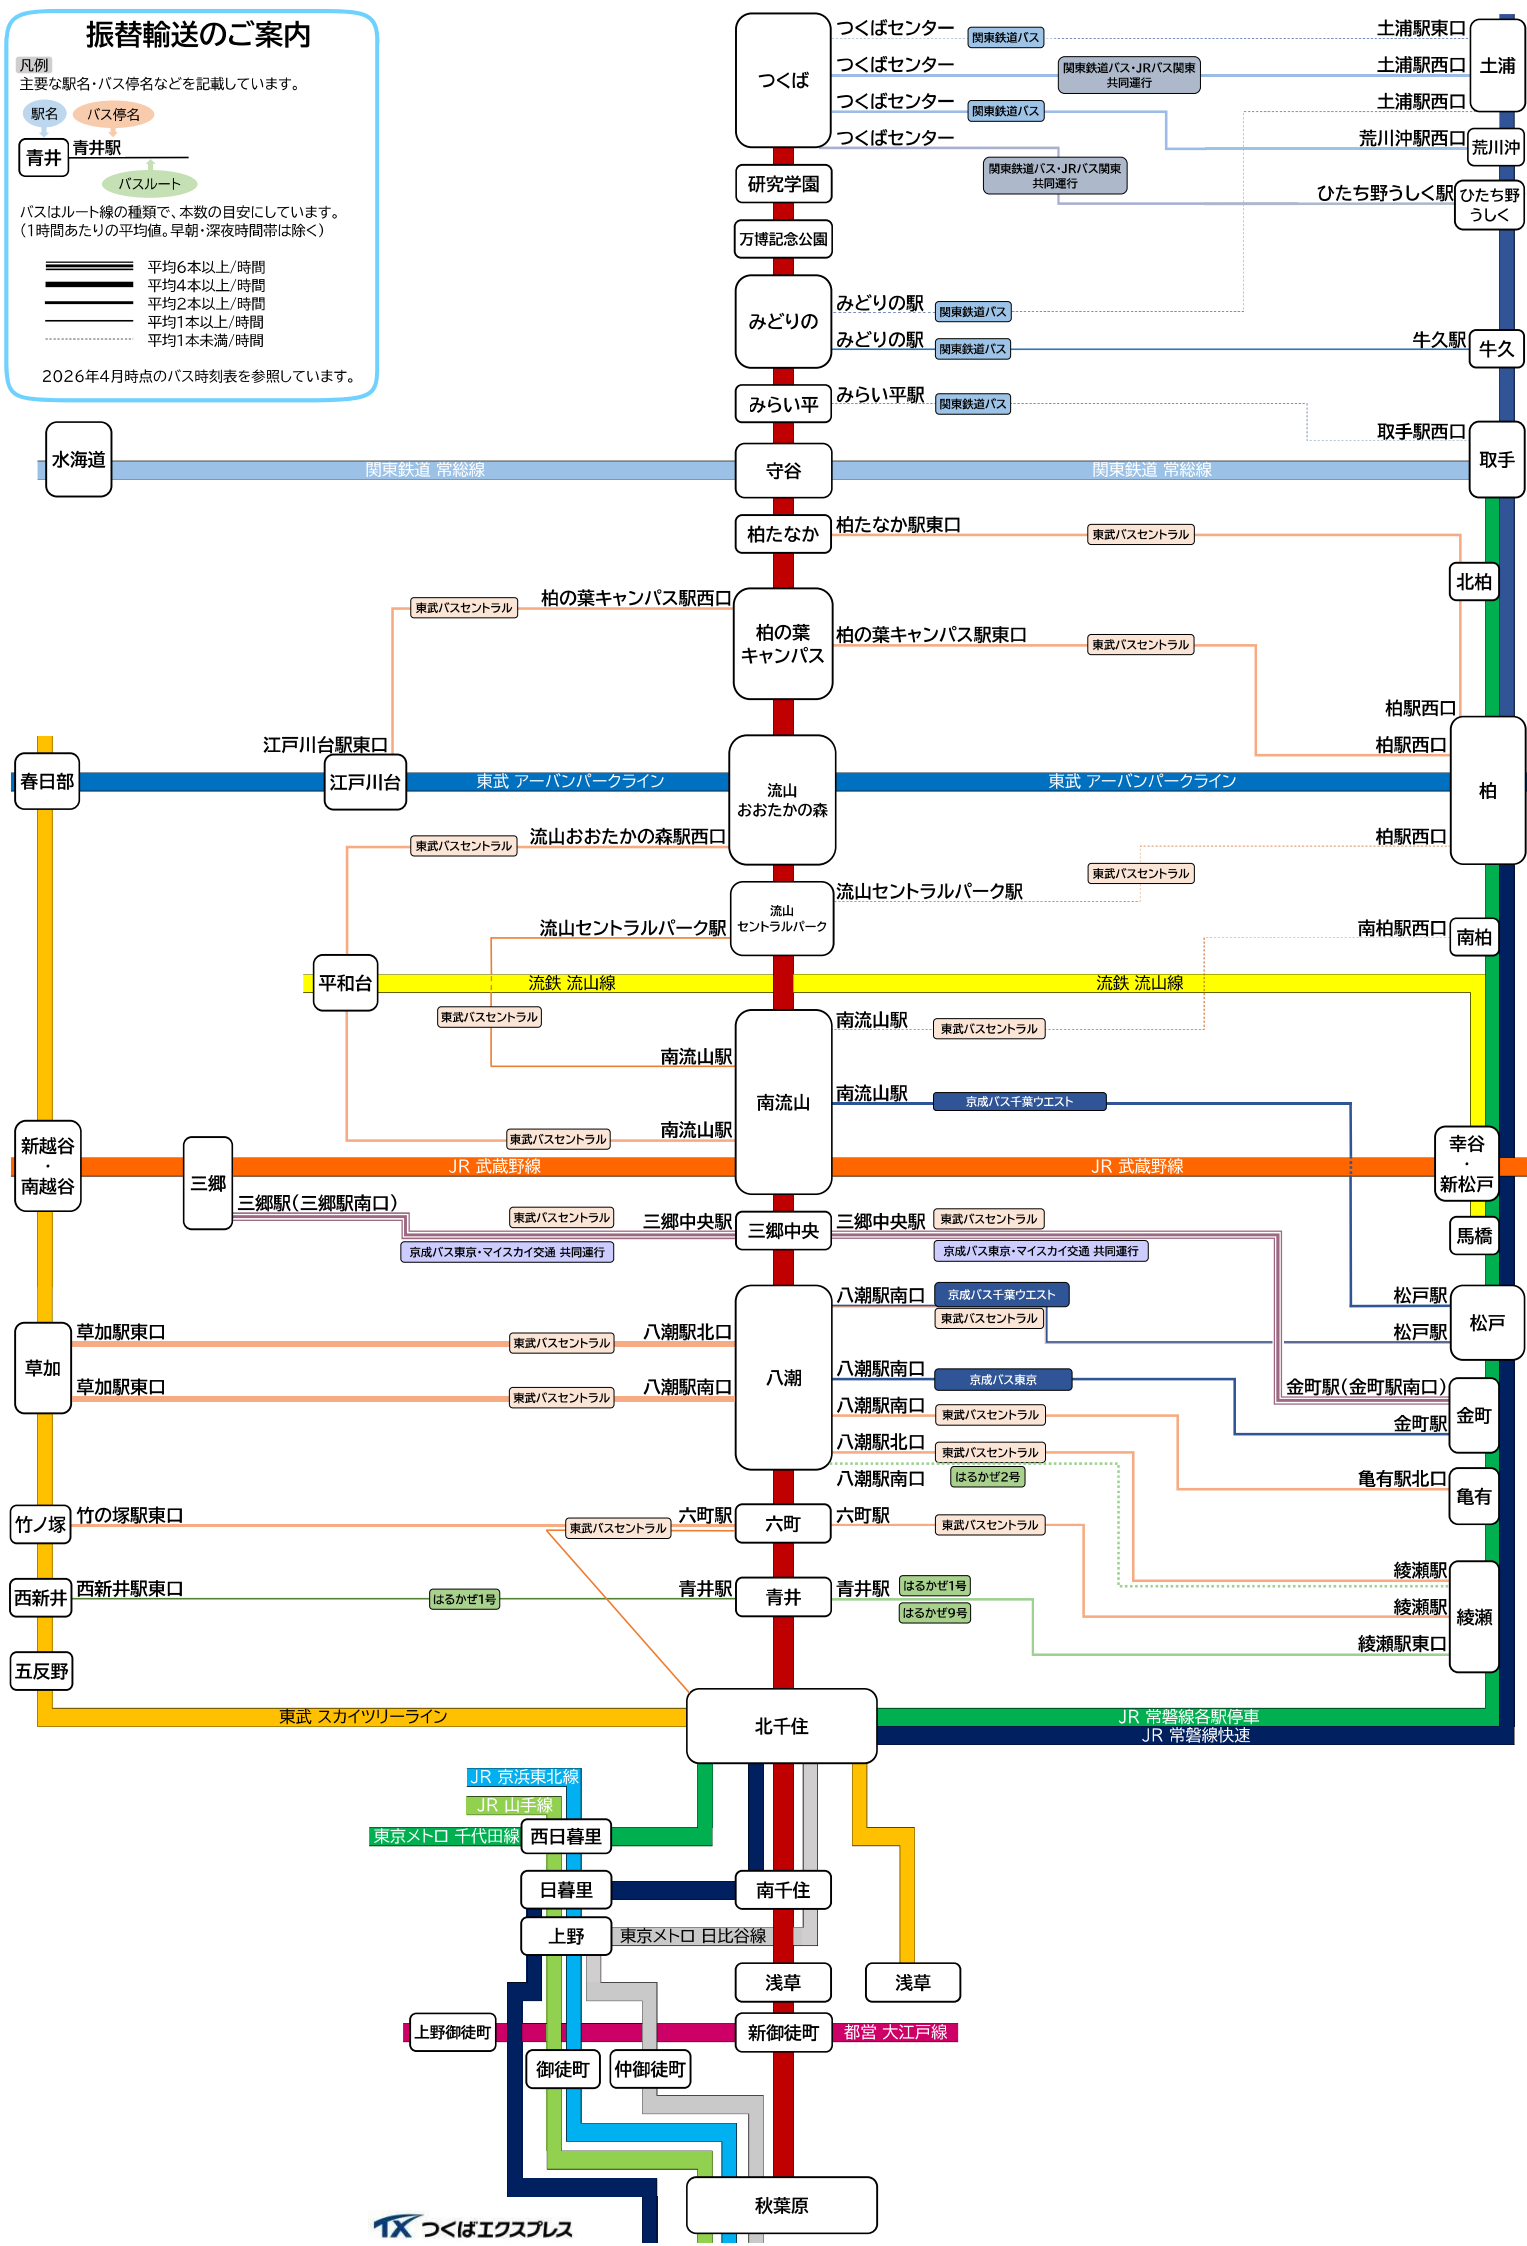 振替輸送のご案内
凡例
主要な駅名・バス停名などを記載しています。
駅名
バス停名
青井
青井駅
バスルート
バスはルート線の種類で、本数の目安にしています。
(1時間あたりの平均値。早朝・深夜時間帯は除く)
平均6本以上/時間
平均4本以上/時間
平均2本以上/時間
平均1本以上/時間
平均1本未満/時間
2026年4月時点のバス時刻表を参照しています。
つくば
つくばセンター
関東鉄道バス
土浦駅東口
土浦
つくばセンター
関東鉄道バス・JRバス関東
共同運行
土浦駅西口
つくばセンター
関東鉄道バス
土浦駅西口
つくばセンター
荒川沖駅西口
荒川沖
関東鉄道バス・JRバス関東
共同運行
研究学園
ひたち野うしく駅
ひたち野
うしく
万博記念公園
みどりの
みどりの駅
関東鉄道バス
みどりの駅
関東鉄道バス
牛久駅
牛久
みらい平
みらい平駅
関東鉄道バス
取手駅西口
取手
水海道
関東鉄道 常総線
守谷
関東鉄道 常総線
柏たなか
柏たなか駅東口
東武バスセントラル
北柏
東武バスセントラル
柏の葉キャンパス駅西口
柏の葉
キャンパス
柏の葉キャンパス駅東口
東武バスセントラル
柏駅西口
江戸川台駅東口
柏駅西口
春日部
江戸川台
東武 アーバンパークライン
流山
おおたかの森
東武 アーバンパークライン
柏
東武バスセントラル
流山おおたかの森駅西口
柏駅西口
東武バスセントラル
流山
セントラルパーク
流山セントラルパーク駅
流山セントラルパーク駅
南柏駅西口
南柏
平和台
流鉄 流山線
流鉄 流山線
東武バスセントラル
南流山駅
東武バスセントラル
南流山駅
南流山
南流山駅
京成バス千葉ウエスト
東武バスセントラル
南流山駅
新越谷
・
南越谷
三郷
JR 武蔵野線
JR 武蔵野線
幸谷
・
新松戸
三郷駅(三郷駅南口)
東武バスセントラル
三郷中央駅
三郷中央
三郷中央駅
東武バスセントラル
馬橋
京成バス東京・マイスカイ交通 共同運行
京成バス東京・マイスカイ交通 共同運行
八潮駅南口
京成バス千葉ウエスト
東武バスセントラル
松戸駅
松戸
松戸駅
草加
草加駅東口
東武バスセントラル
八潮駅北口
八潮
草加駅東口
東武バスセントラル
八潮駅南口
八潮駅南口
京成バス東京
金町駅(金町駅南口)
金町
八潮駅南口
東武バスセントラル
金町駅
八潮駅北口
東武バスセントラル
八潮駅南口
はるかぜ2号
亀有駅北口
亀有
竹ノ塚
竹の塚駅東口
東武バスセントラル
六町駅
六町
六町駅
東武バスセントラル
西新井
西新井駅東口
はるかぜ1号
青井駅
青井
青井駅
はるかぜ1号
はるかぜ9号
綾瀬駅
綾瀬駅
綾瀬
綾瀬駅東口
五反野
東武 スカイツリーライン
北千住
JR 常磐線各駅停車
JR 常磐線快速
JR 京浜東北線
JR 山手線
東京メトロ 千代田線
西日暮里
日暮里
南千住
上野
東京メトロ 日比谷線
浅草
浅草
上野御徒町
新御徒町
都営 大江戸線
御徒町
仲御徒町
秋葉原
TX つくばエクスプレス